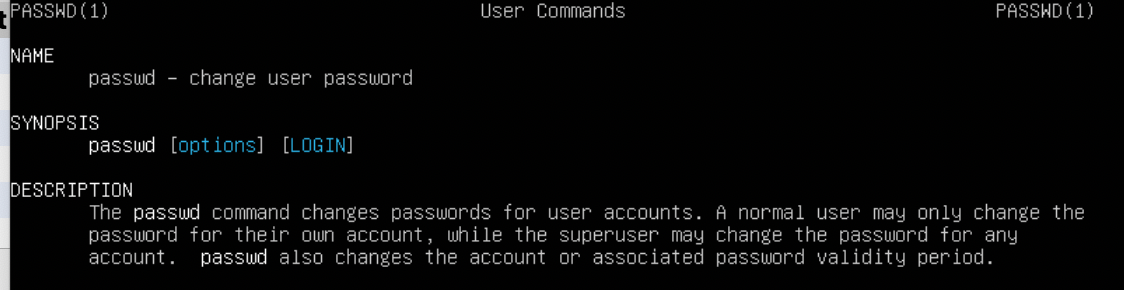 PASSWD(1) User Commands PASSWD(1)
NAME
passwd - change user password
SYNOPSIS
passwd [options] [LOGIN]
DESCRIPTION
The passwd command changes passwords for user accounts. A normal user may only change the
password for their own account, while the superuser may change the password for any
account. passwd also changes the account or associated password validity period.